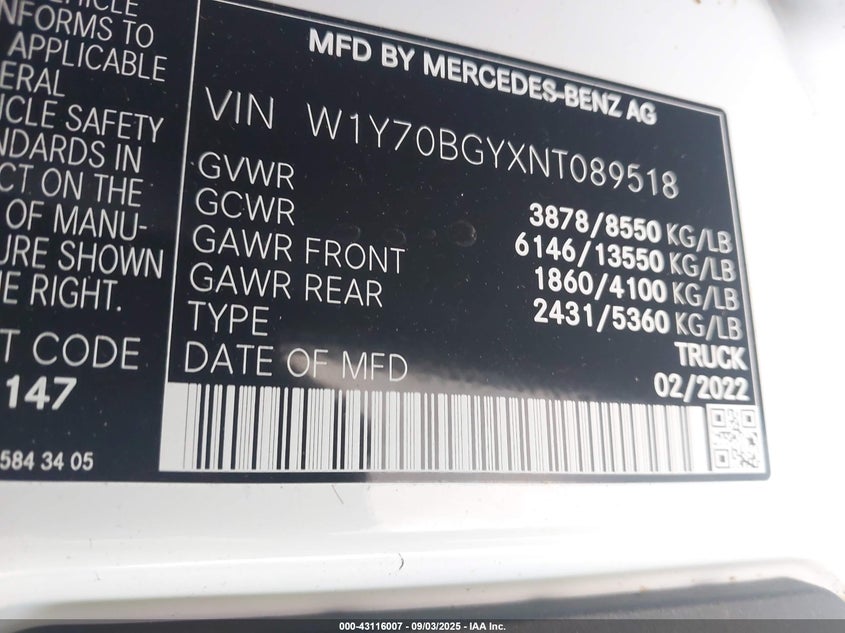 VEHICLE
NFORMS TO
APPLICABLE
ERAL
ICLE SAFETY
NDARDS IN
CT ON THE
OF MANU-
URE SHOWN
E RIGHT.
T CODE
147
584 34 05
MFD BY MERCEDES-BENZ AG
VIN W1Y70BGYXNT089518
GVWR 3878/8550 KG/LB
GCWR 6146/13550 KG/LB
GAWR FRONT 1860/4100 KG/LB
GAWR REAR 2431/5360 KG/LB
TYPE TRUCK
DATE OF MFD 02/2022
000-43116007 - 09/03/2025 - IAA Inc.